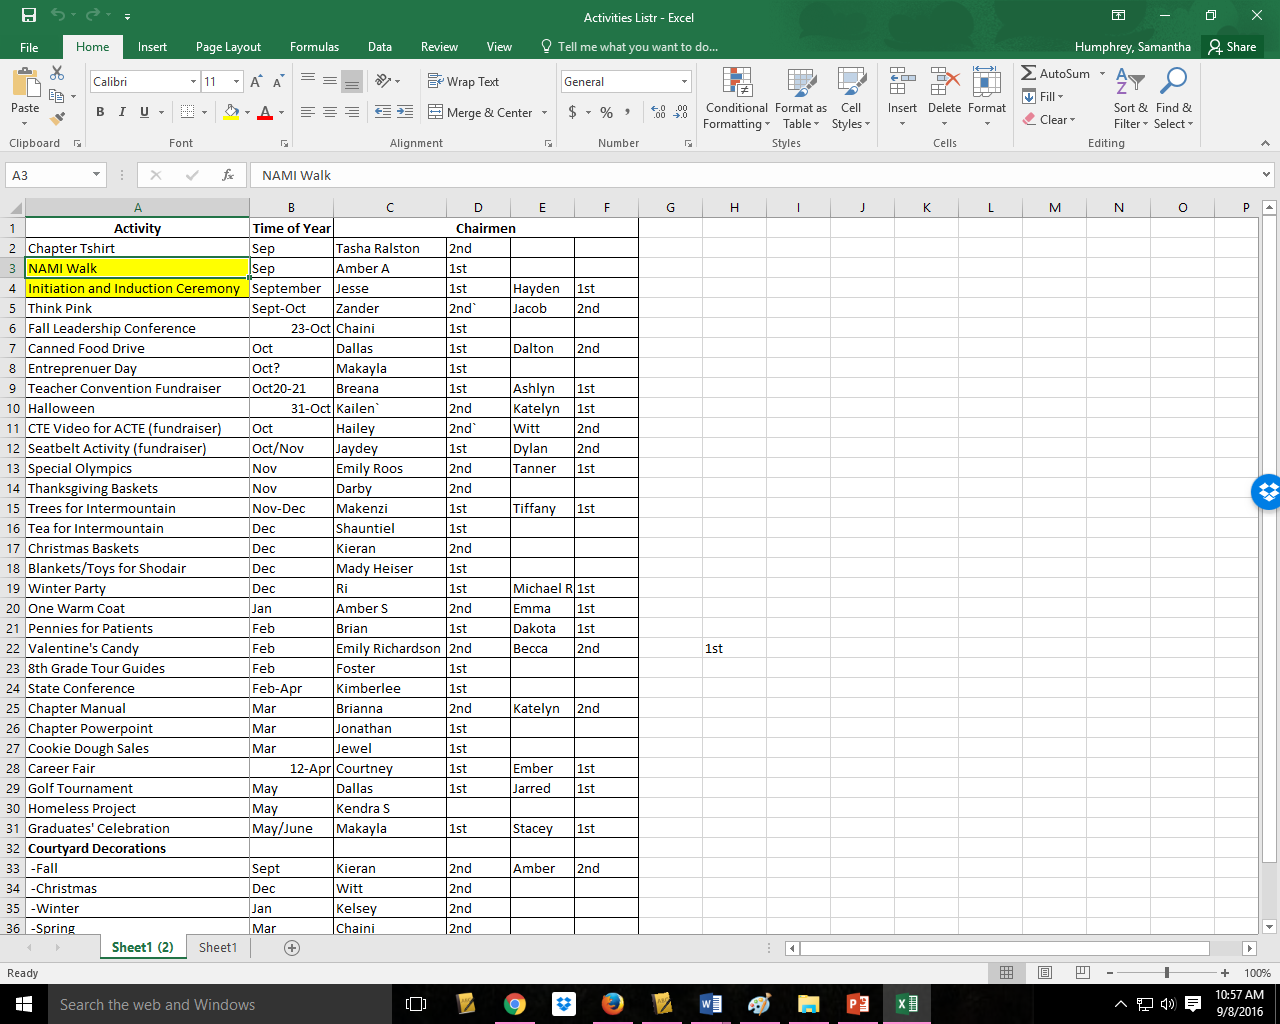 Activities Listr - Excel
File Home Insert Page Layout Formulas Data Review View Tell me what you want to do... Humphrey, Samantha Share
Paste Calibri 11 Wrap Text General Conditional Formatting Format as Table Cell Styles Insert Delete Format AutoSum Fill Clear Sort & Filter Find & Select
B I U Merge & Center $ % ,
Clipboard Font Alignment Number Styles Cells Editing
A3 fx NAMI Walk
A B C D E F G H I J K L M N O P
1 Activity Time of Year Chairmen
2 Chapter Tshirt Sep Tasha Ralston 2nd
3 NAMI Walk Sep Amber A 1st
4 Initiation and Induction Ceremony September Jesse 1st Hayden 1st
5 Think Pink Sept-Oct Zander 2nd` Jacob 2nd
6 Fall Leadership Conference 23-Oct Chaini 1st
7 Canned Food Drive Oct Dallas 1st Dalton 2nd
8 Entreprenuer Day Oct? Makayla 1st
9 Teacher Convention Fundraiser Oct20-21 Breana 1st Ashlyn 1st
10 Halloween 31-Oct Kailen` 2nd Katelyn 1st
11 CTE Video for ACTE (fundraiser) Oct Hailey 2nd` Witt 2nd
12 Seatbelt Activity (fundraiser) Oct/Nov Jaydey 1st Dylan 2nd
13 Special Olympics Nov Emily Roos 2nd Tanner 1st
14 Thanksgiving Baskets Nov Darby 2nd
15 Trees for Intermountain Nov-Dec Makenzi 1st Tiffany 1st
16 Tea for Intermountain Dec Shauntiel 1st
17 Christmas Baskets Dec Kieran 2nd
18 Blankets/Toys for Shodair Dec Mady Heiser 1st
19 Winter Party Dec Ri 1st Michael R 1st
20 One Warm Coat Jan Amber S 2nd Emma 1st
21 Pennies for Patients Feb Brian 1st Dakota 1st
22 Valentine's Candy Feb Emily Richardson 2nd Becca 2nd 1st
23 8th Grade Tour Guides Feb Foster 1st
24 State Conference Feb-Apr Kimberlee 1st
25 Chapter Manual Mar Brianna 2nd Katelyn 2nd
26 Chapter Powerpoint Mar Jonathan 1st
27 Cookie Dough Sales Mar Jewel 1st
28 Career Fair 12-Apr Courtney 1st Ember 1st
29 Golf Tournament May Dallas 1st Jarred 1st
30 Homeless Project May Kendra S
31 Graduates' Celebration May/June Makayla 1st Stacey 1st
32 Courtyard Decorations
33 -Fall Sept Kieran 2nd Amber 2nd
34 -Christmas Dec Witt 2nd
35 -Winter Jan Kelsey 2nd
36 -Spring Mar Chaini 2nd
Sheet1 (2) Sheet1
Ready 100%
Search the web and Windows 10:57 AM
9/8/2016